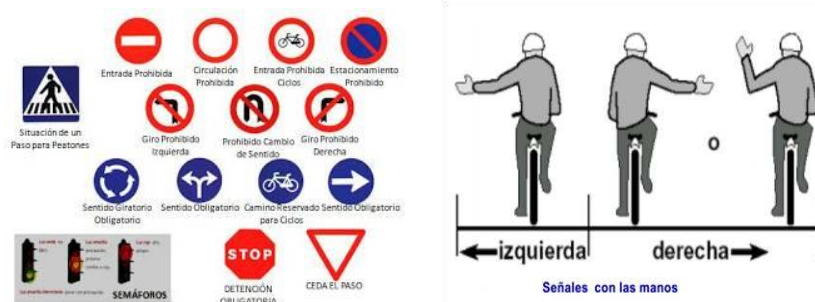 Entrada Prohibida
Circulación
Prohibida
Entrada Prohibida
Ciclos
Estacionamiento
Prohibido
Situación de un
Paso para Peatones
Giro Prohibido
Izquierda
Prohibido Cambio
de Sentido
Giro Prohibido
Derecha
Sentido Giratorio
Obligatorio
Sentido Obligatorio
Camino Reservado
para Ciclos
Sentido Obligatorio
SEMÁFOROS
STOP
DETENCIÓN
OBLIGATORIA
CEDA EL PASO
o
izquierda
derecha
Señales con las manos